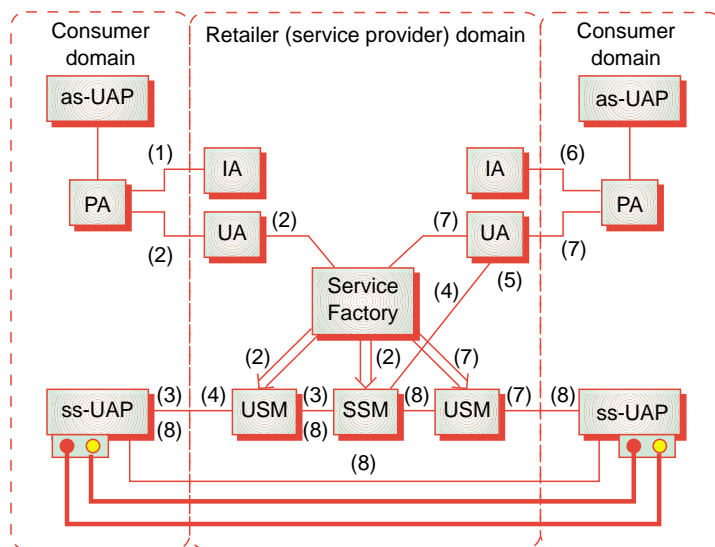 Consumer
domain
Retailer (service provider) domain
Consumer
domain
as-UAP
as-UAP
(1)
(6)
IA
IA
PA
PA
(2)
UA
(2)
(7)
UA
(7)
Service
Factory
(4)
(5)
(2)
(2)
(7)
ss-UAP
(3)
(4)
USM
(3)
SSM
(8)
USM
(7)
(8)
ss-UAP
(8)
(8)
(8)